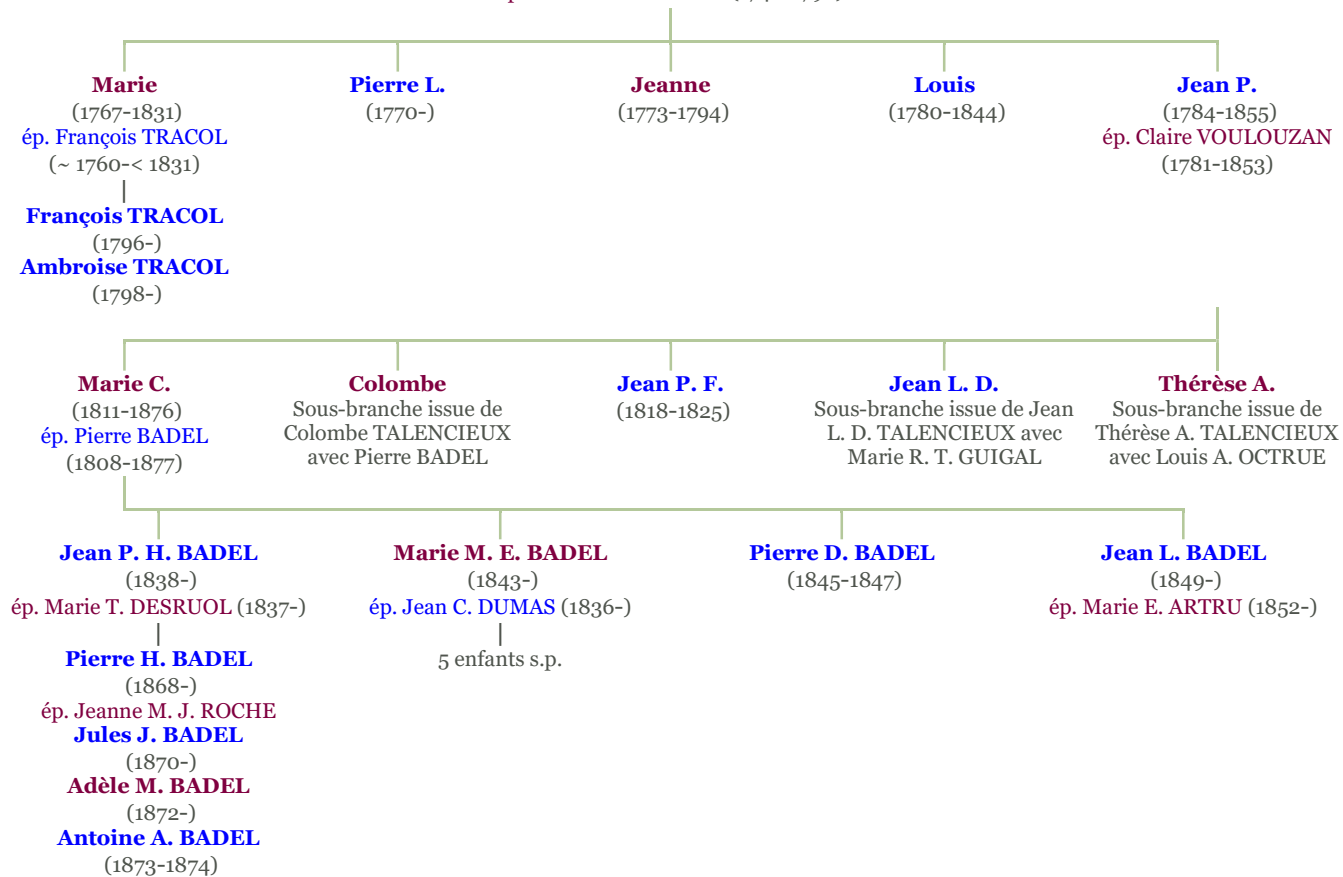 Marie
(1767-1831)
ép. François TRACOL
(~ 1760-< 1831)
François TRACOL
(1796-)
Ambroise TRACOL
(1798-)
Pierre L.
(1770-)
Jeanne
(1773-1794)
Louis
(1780-1844)
Jean P.
(1784-1855)
ép. Claire VOULOUZAN
(1781-1853)
Marie C.
(1811-1876)
ép. Pierre BADEL
(1808-1877)
Colombe
Sous-branche issue de
Colombe TALENCIEUX
avec Pierre BADEL
Jean P. F.
(1818-1825)
Jean L. D.
Sous-branche issue de Jean
L. D. TALENCIEUX avec
Marie R. T. GUIGAL
Thérèse A.
Sous-branche issue de
Thérèse A. TALENCIEUX
avec Louis A. OCTRUE
Jean P. H. BADEL
(1838-)
ép. Marie T. DESRUOL (1837-)
Pierre H. BADEL
(1868-)
ép. Jeanne M. J. ROCHE
Jules J. BADEL
(1870-)
Adèle M. BADEL
(1872-)
Antoine A. BADEL
(1873-1874)
Marie M. E. BADEL
(1843-)
ép. Jean C. DUMAS (1836-)
5 enfants s.p.
Pierre D. BADEL
(1845-1847)
Jean L. BADEL
(1849-)
ép. Marie E. ARTRU (1852-)